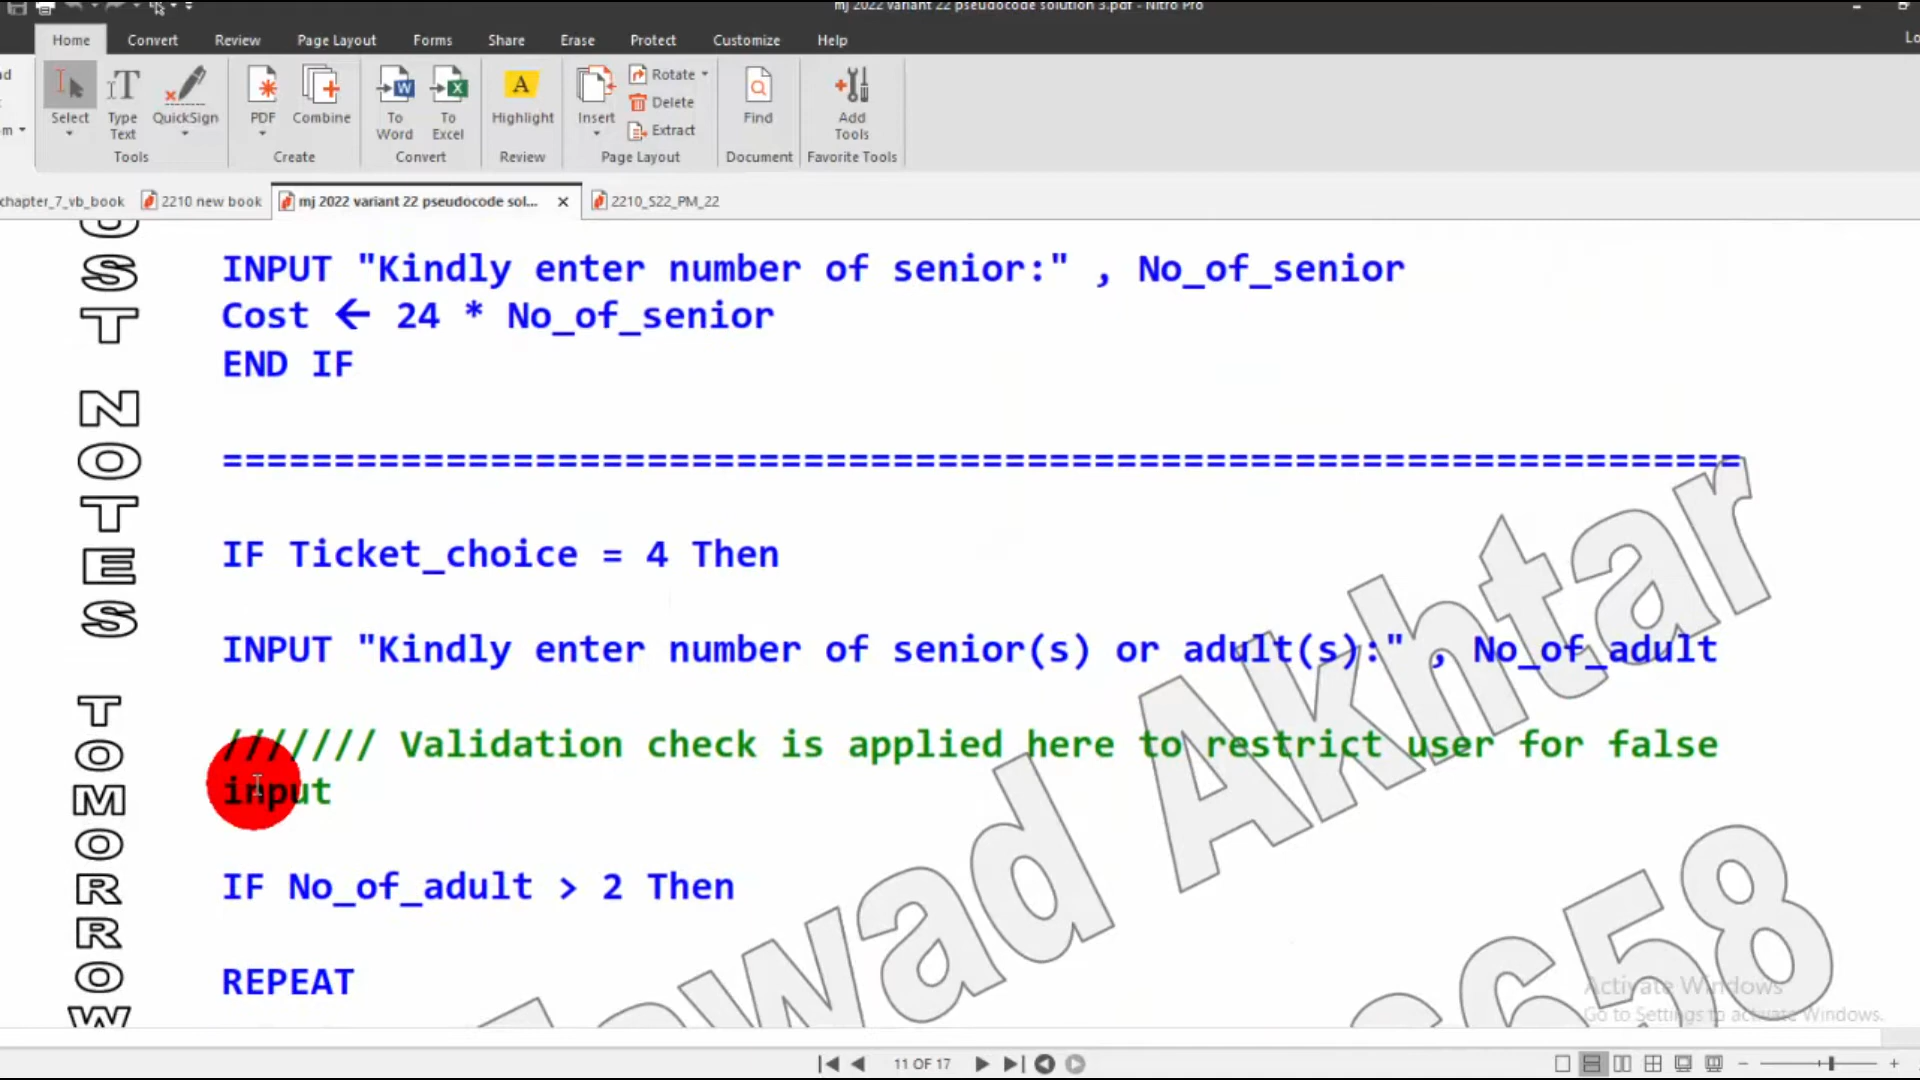 mj 2022 variant 22 pseudocode solution 3.pdf - Nitro Pro
Home Convert Review Page Layout Forms Share Erase Protect Customize Help
Select Type Text QuickSign PDF Combine To Word To Excel Highlight Insert Rotate Delete Extract Find Add Tools
Tools Create Convert Review Page Layout Document Favorite Tools
chapter_7_vb_book 2210 new book mj 2022 variant 22 pseudocode sol... 2210_S22_PM_22
INPUT "Kindly enter number of senior:" , No_of_senior
Cost ← 24 * No_of_senior
END IF
====================================================================
IF Ticket_choice = 4 Then
INPUT "Kindly enter number of senior(s) or adult(s):" , No_of_adult
/////// Validation check is applied here to restrict user for false
input
IF No_of_adult > 2 Then
REPEAT
ST NOTES TOMORROW
Akhtar
658
Activate Windows
Go to Settings to activate Windows.
11 OF 17